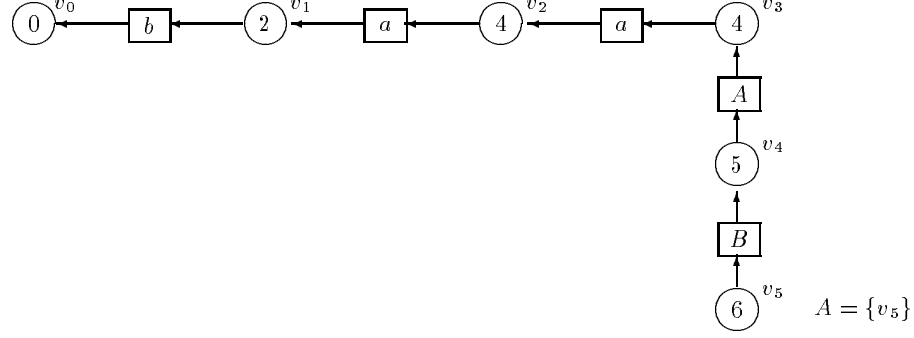 0 v₀ b 2 v₁ a 4 v₂ a 4 v₃
A
5 v₄
B
6 v₅ A = {v₅}